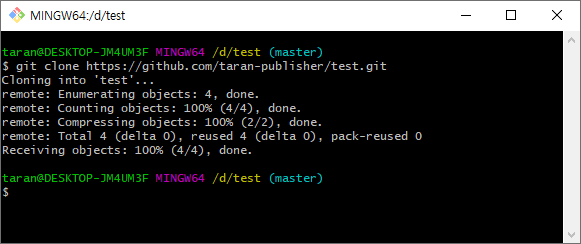 MINGW64:/d/test
taran@DESKTOP-JM4UM3F MINGW64 /d/test (master)
$ git clone https://github.com/taran-publisher/test.git
Cloning into 'test'...
remote: Enumerating objects: 4, done.
remote: Counting objects: 100% (4/4), done.
remote: Compressing objects: 100% (2/2), done.
remote: Total 4 (delta 0), reused 4 (delta 0), pack-reused 0
Receiving objects: 100% (4/4), done.
taran@DESKTOP-JM4UM3F MINGW64 /d/test (master)
$